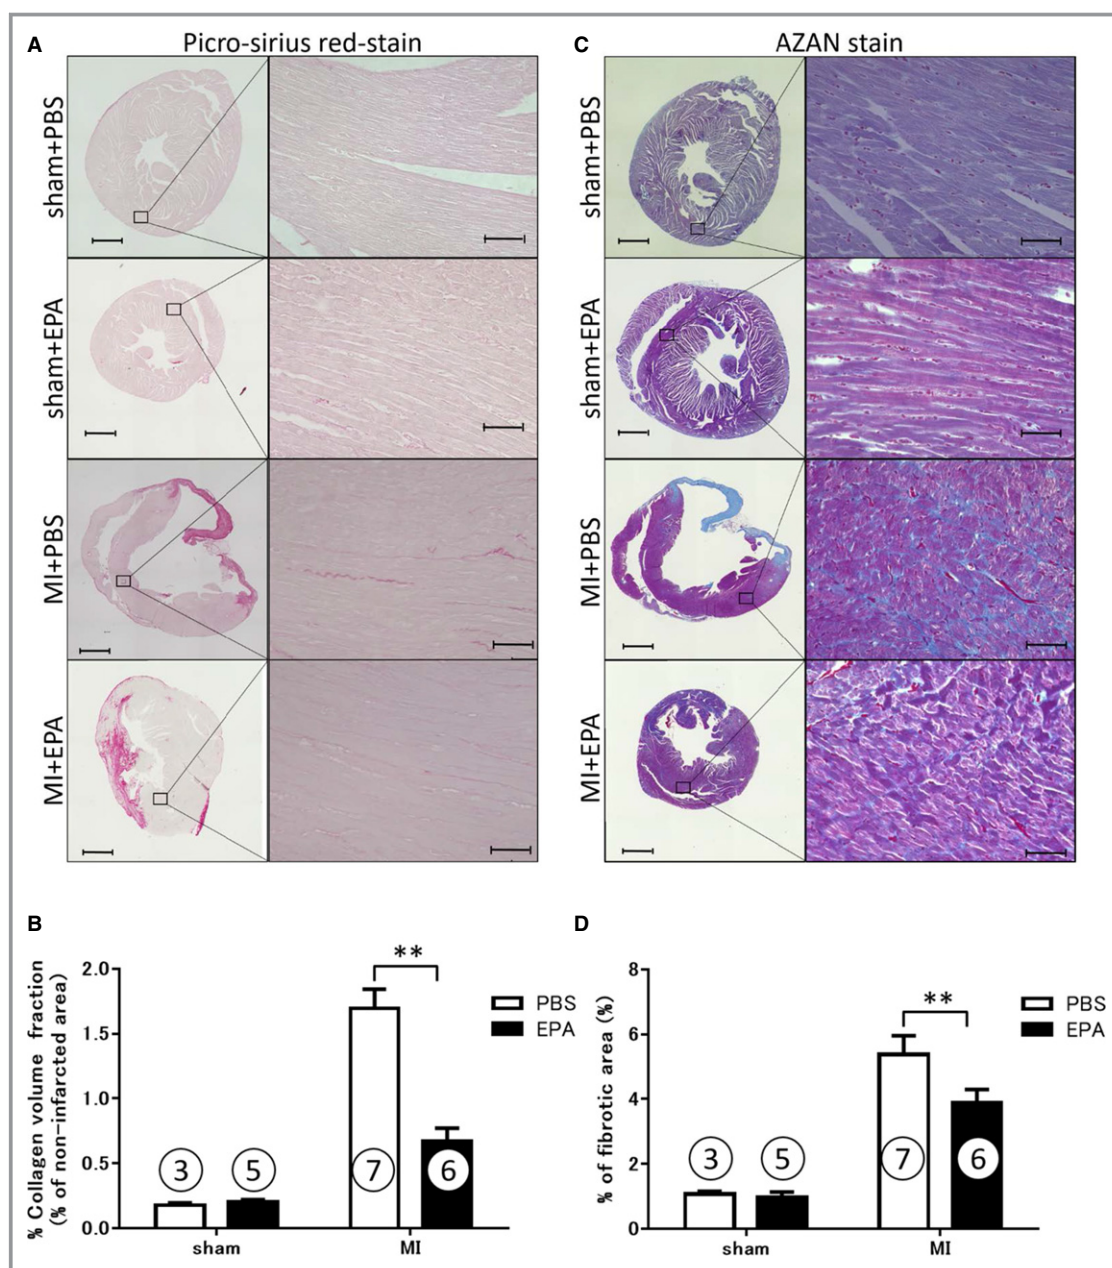 A
Picro-sirius red-stain
sham+PBS
sham+EPA
MI+PBS
MI+EPA
C
AZAN stain
sham+PBS
sham+EPA
MI+PBS
MI+EPA
B
% Collagen volume fraction
(% of non-infarcted area)
2.0
1.5
1.0
0.5
0.0
**
PBS
EPA
3
5
7
6
sham
MI
D
% of fibrotic area (%)
8
6
4
2
0
**
PBS
EPA
3
5
7
6
sham
MI